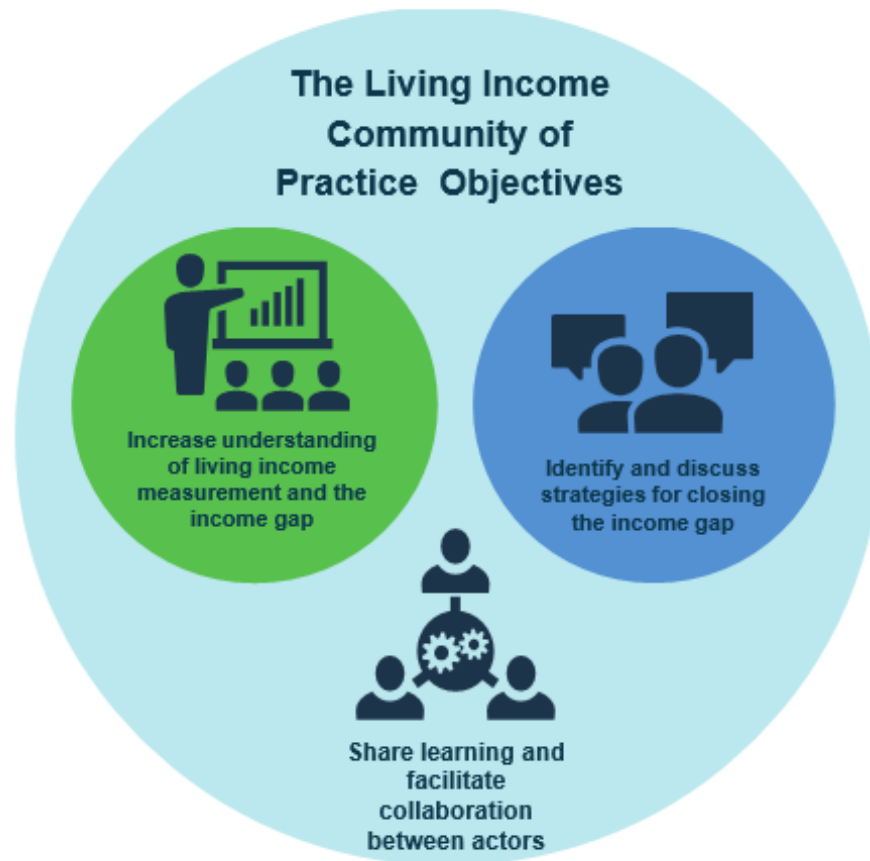 The Living Income
Community of
Practice  Objectives
Increase understanding
of living income
measurement and the
income gap
Identify and discuss
strategies for closing
the income gap
Share learning and
facilitate
collaboration
between actors